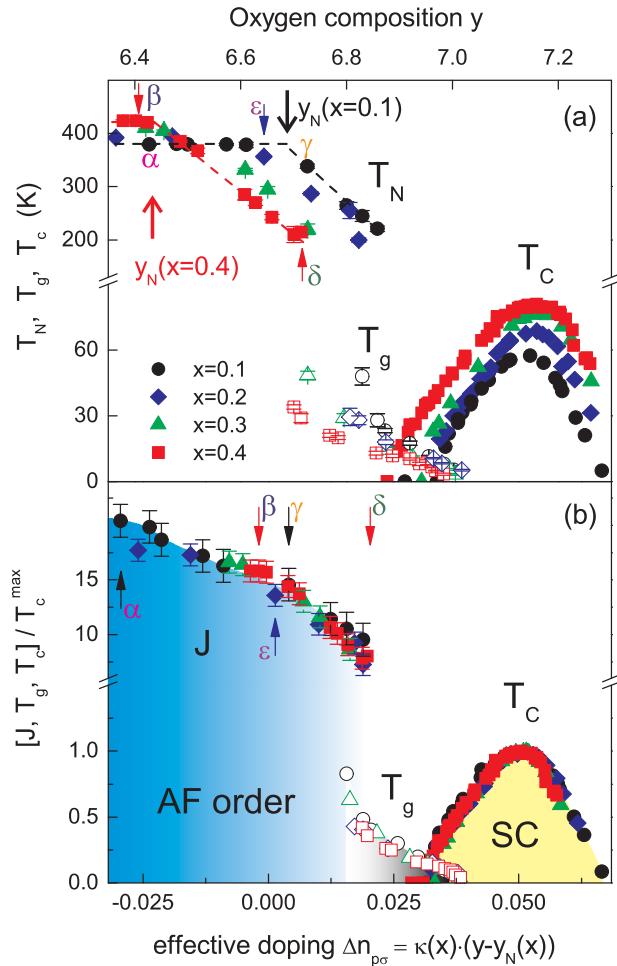 Oxygen composition y
6.4 6.6 6.8 7.0 7.2
(a)
β
ε
y_N(x=0.1)
γ
α
T_N
y_N(x=0.4)
δ
T_N, T_g, T_c (K)
400
300
200
60
30
0
T_g
T_C
x=0.1
x=0.2
x=0.3
x=0.4
(b)
β
γ
δ
α
ε
J
[J, T_g, T_c] / T_c^max
15
10
1.0
0.5
0.0
AF order
T_g
T_C
SC
-0.025 0.000 0.025 0.050
effective doping Δn_pσ = κ(x)·(y-y_N(x))